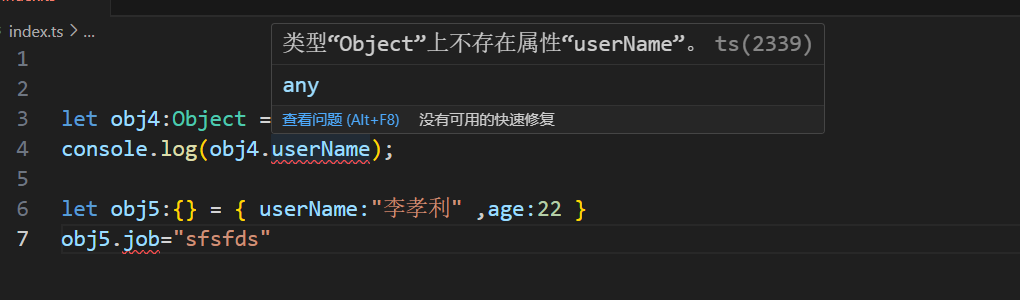 index.ts > ...
类型“Object”上不存在属性“userName”。 ts(2339)
any
查看问题 (Alt+F8) 没有可用的快速修复
1
2
3 let obj4:Object =
4 console.log(obj4.userName);
5
6 let obj5:{} = { userName:"李孝利" ,age:22 }
7 obj5.job="sfsfds"